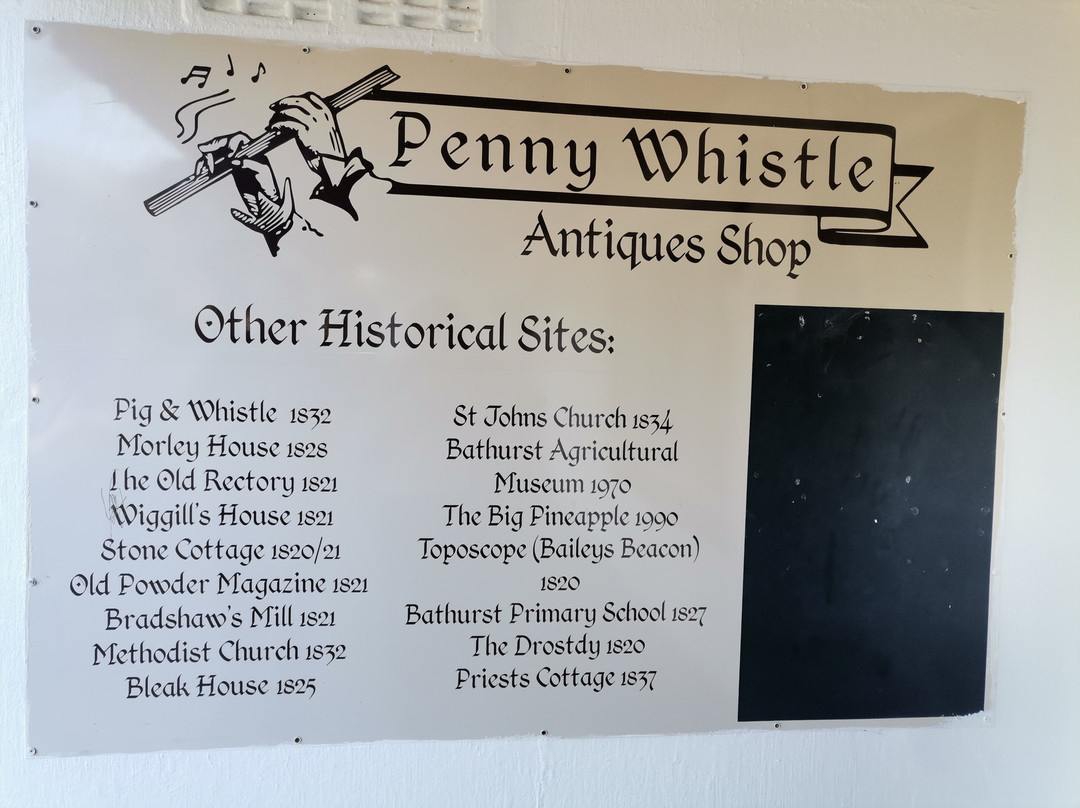 Penny Whistle
Antiques Shop
Other Historical Sites:
Pig & Whistle 1832
Morley House 1828
The Old Rectory 1821
Wiggill's House 1821
Stone Cottage 1820/21
Old Powder Magazine 1821
Bradshaw's Mill 1821
Methodist Church 1832
Bleak House 1825
St Johns Church 1834
Bathurst Agricultural
Museum 1970
The Big Pineapple 1990
Toposcope (Baileys Beacon)
1820
Bathurst Primary School 1827
The Drostdy 1820
Priests Cottage 1837